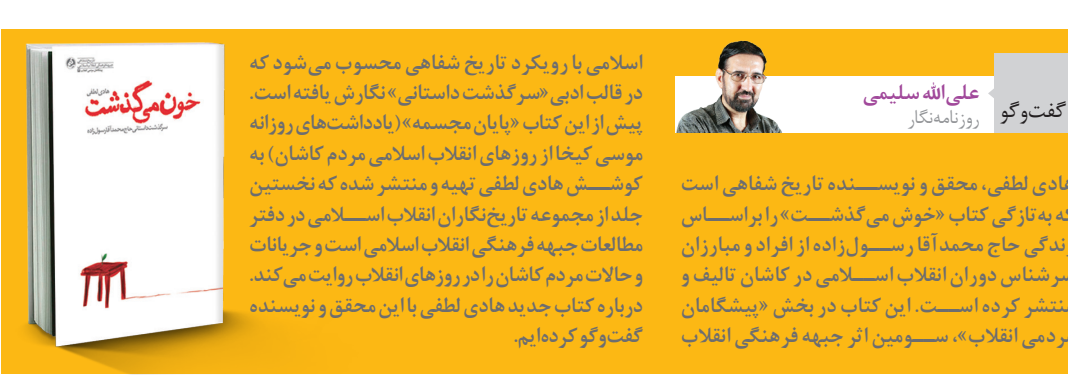 گفت‌وگو
علی‌الله سلیمی
روزنامه‌نگار
هادی لطفی، محقق و نویسنده تاریخ شفاهی است
که به تازگی کتاب «خوش می‌گذشت» را براساس
زندگی حاج محمدآقا رسول‌زاده از افراد و مبارزان
سرشناس دوران انقلاب اسلامی در کاشان تالیف و
منتشر کرده است. این کتاب در بخش «پیشگامان
مردمی انقلاب»، سومین اثر جبهه فرهنگی انقلاب
اسلامی با رویکرد تاریخ شفاهی محسوب می‌شود که
در قالب ادبی «سرگذشت داستانی» نگارش یافته است.
پیش از این کتاب «پایان مجسمه» (یادداشت‌های روزانه
موسی کیخا از روزهای انقلاب اسلامی مردم کاشان) به
کوشش هادی لطفی تهیه و منتشر شده که نخستین
جلد از مجموعه تاریخ‌نگاران انقلاب اسلامی در دفتر
مطالعات جبهه فرهنگی انقلاب اسلامی است و جریانات
و حالات مردم کاشان را در روزهای انقلاب روایت می‌کند.
درباره کتاب جدید هادی لطفی با این محقق و نویسنده
گفت‌وگو کرده‌ایم.
هادی لطفی
خون می‌گذشت
سرگذشت داستانی حاج محمدآقا رسول‌زاده